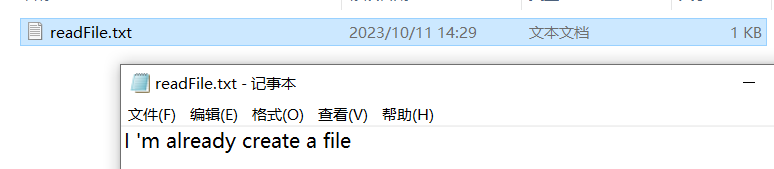 readFile.txt 2023/10/11 14:29 文本文档 1 KB
readFile.txt - 记事本
文件(F) 编辑(E) 格式(O) 查看(V) 帮助(H)
I 'm already create a file